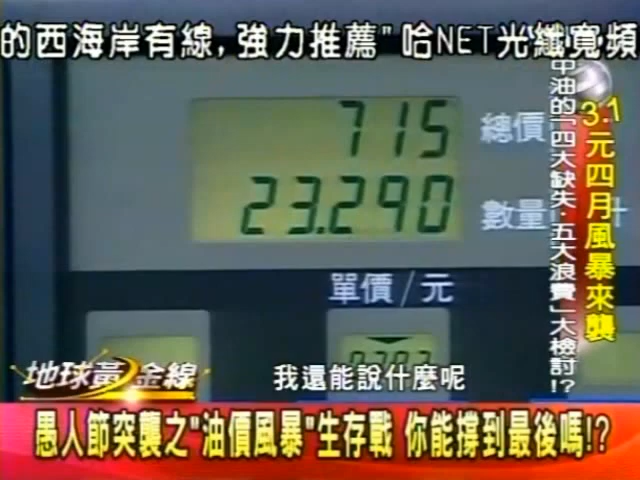 的西海岸有線,強力推薦"哈NET光纖寬頻
715
總價
23.290
數量
單價/元
3.1元四月風暴來襲
中油的「四大缺失·五大浪費」大檢討!?
地球黃金線
我還能說什麼呢
愚人節突襲之"油價風暴"生存戰 你能撐到最後嗎!?